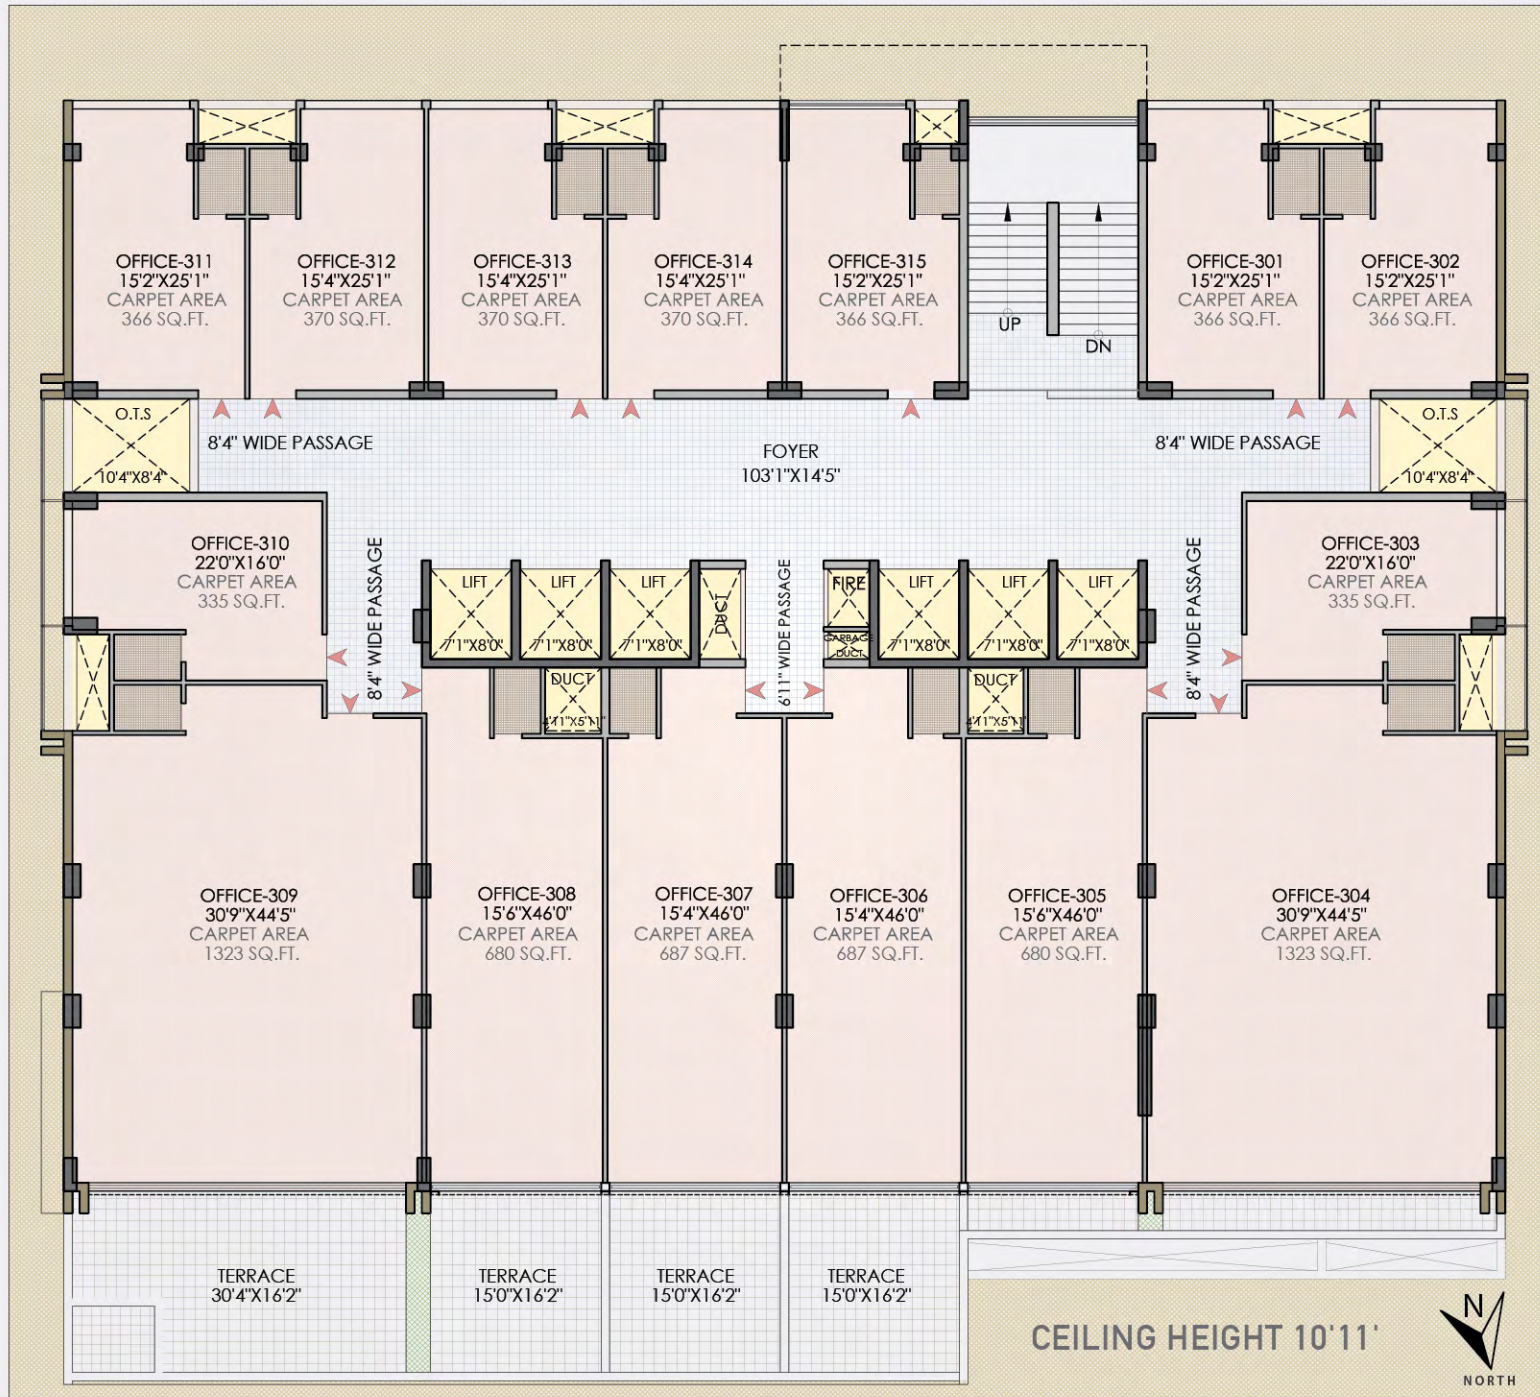 OFFICE-311
15'2"X25'1"
CARPET AREA
366 SQ.FT.
OFFICE-312
15'4"X25'1"
CARPET AREA
370 SQ.FT.
OFFICE-313
15'4"X25'1"
CARPET AREA
370 SQ.FT.
OFFICE-314
15'4"X25'1"
CARPET AREA
370 SQ.FT.
OFFICE-315
15'2"X25'1"
CARPET AREA
366 SQ.FT.
UP
DN
OFFICE-301
15'2"X25'1"
CARPET AREA
366 SQ.FT.
OFFICE-302
15'2"X25'1"
CARPET AREA
366 SQ.FT.
O.T.S
10'4"X8'4"
8'4" WIDE PASSAGE
FOYER
103'1"X14'5"
8'4" WIDE PASSAGE
O.T.S
10'4"X8'4"
OFFICE-310
22'0"X16'0"
CARPET AREA
335 SQ.FT.
8'4" WIDE PASSAGE
LIFT
7'1"X8'0"
LIFT
7'1"X8'0"
LIFT
7'1"X8'0"
DUCT
6'11" WIDE PASSAGE
FIRE
GARBAGE
DUCT
LIFT
7'1"X8'0"
LIFT
7'1"X8'0"
LIFT
7'1"X8'0"
8'4" WIDE PASSAGE
OFFICE-303
22'0"X16'0"
CARPET AREA
335 SQ.FT.
DUCT
4'11"X5'11"
DUCT
4'11"X5'11"
OFFICE-309
30'9"X44'5"
CARPET AREA
1323 SQ.FT.
OFFICE-308
15'6"X46'0"
CARPET AREA
680 SQ.FT.
OFFICE-307
15'4"X46'0"
CARPET AREA
687 SQ.FT.
OFFICE-306
15'4"X46'0"
CARPET AREA
687 SQ.FT.
OFFICE-305
15'6"X46'0"
CARPET AREA
680 SQ.FT.
OFFICE-304
30'9"X44'5"
CARPET AREA
1323 SQ.FT.
TERRACE
30'4"X16'2"
TERRACE
15'0"X16'2"
TERRACE
15'0"X16'2"
TERRACE
15'0"X16'2"
CEILING HEIGHT 10'11'
N
NORTH